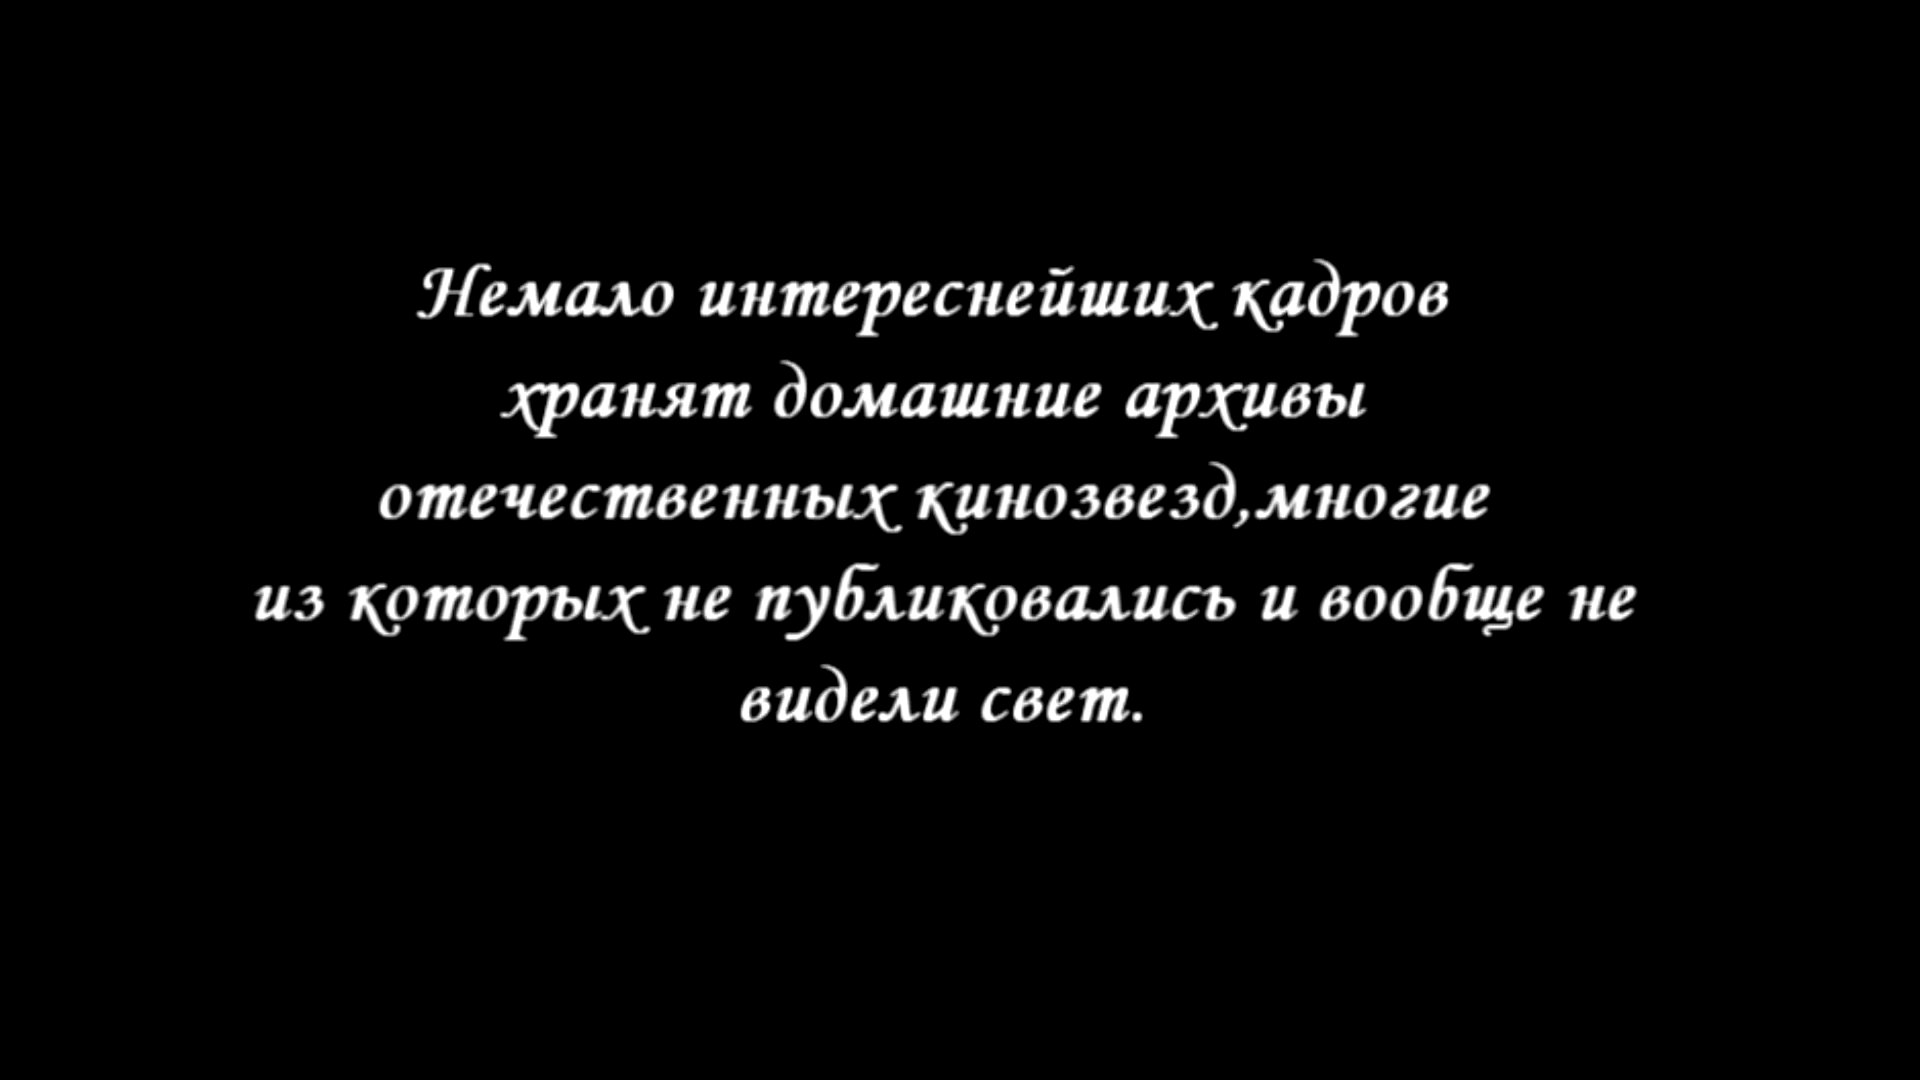 Немало интереснейших кадров
хранят домашние архивы
отечественных кинозвезд,многие
из которых не публиковались и вообще не
видели свет.